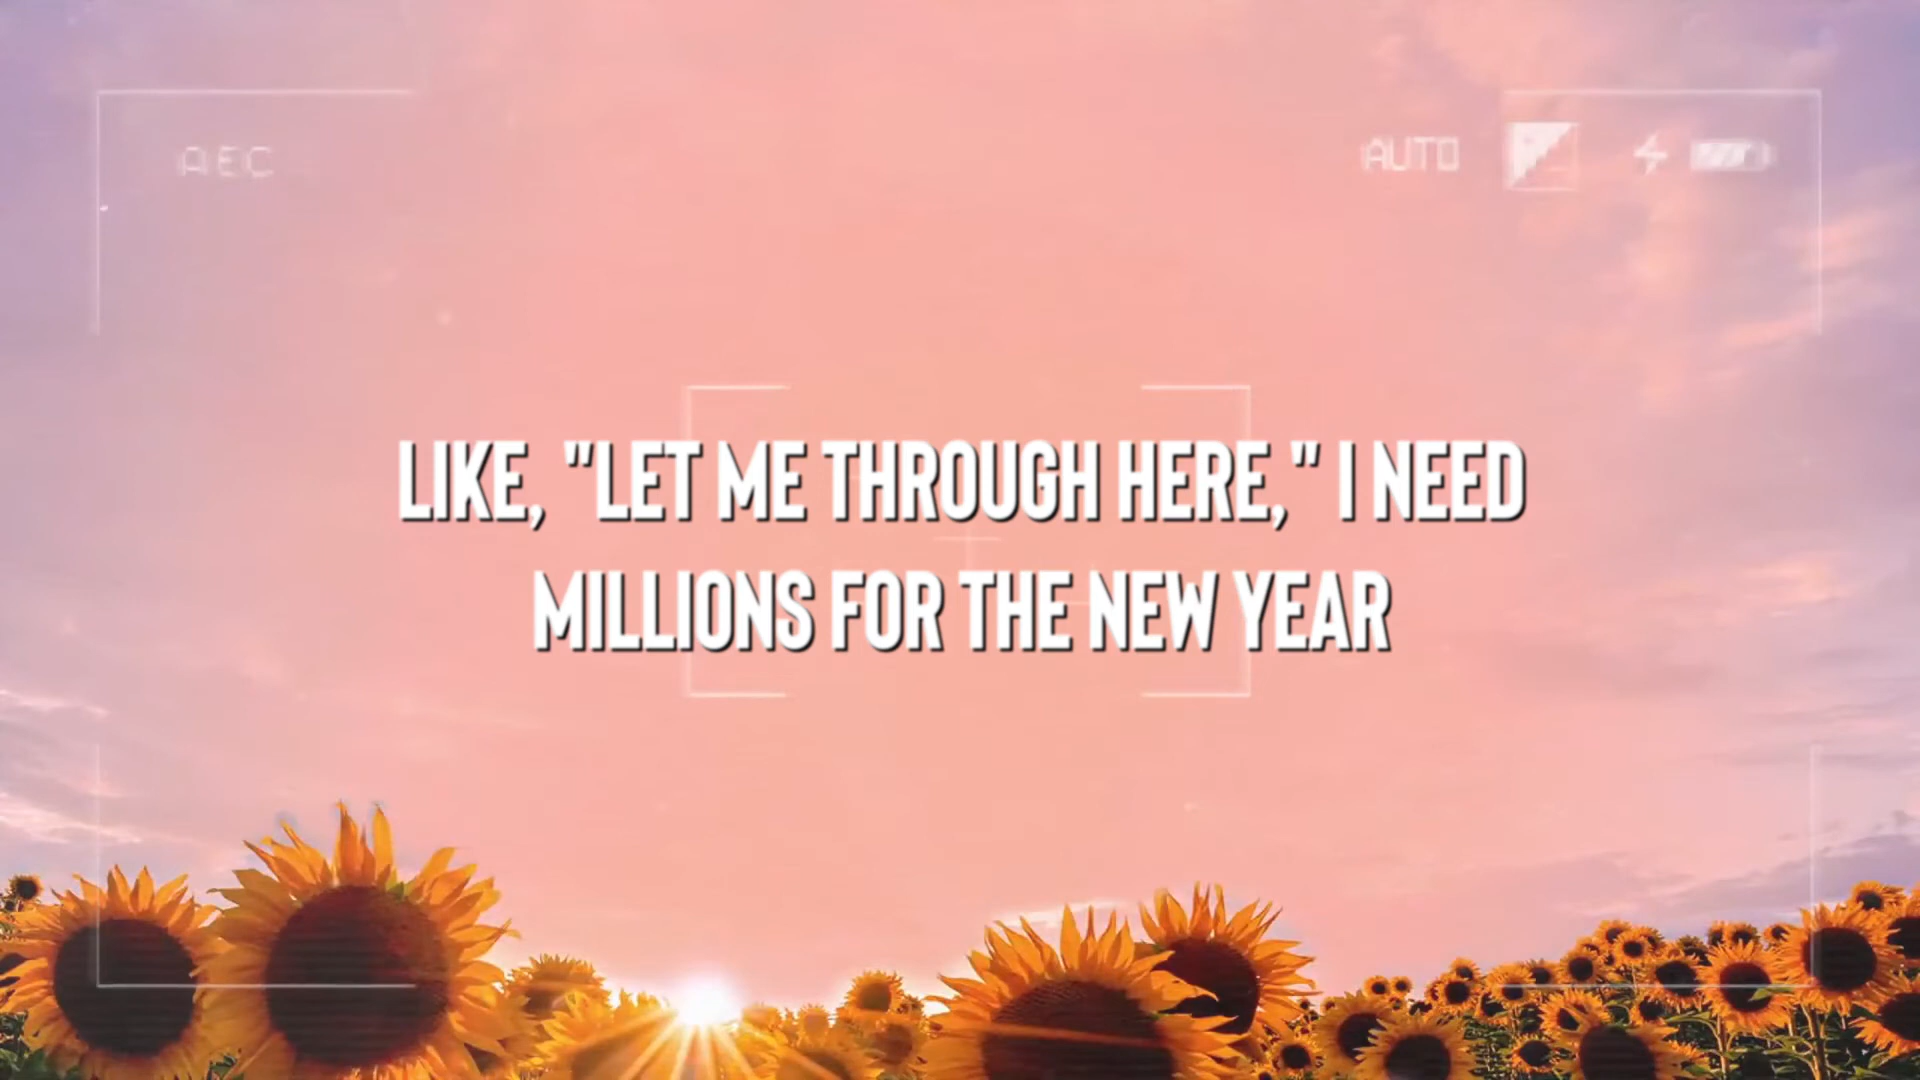 AEC
AUTO
LIKE, "LET ME THROUGH HERE," I NEED
MILLIONS FOR THE NEW YEAR